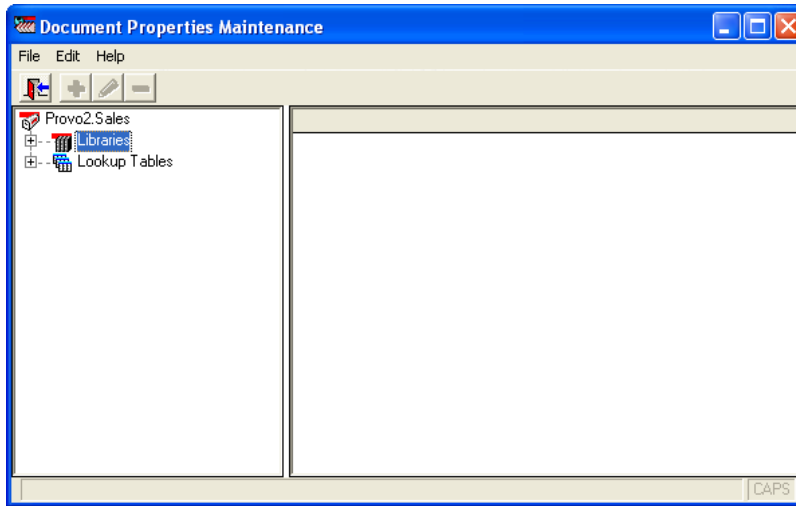 Document Properties Maintenance
File Edit Help
Provo2.Sales
Libraries
Lookup Tables
CAPS